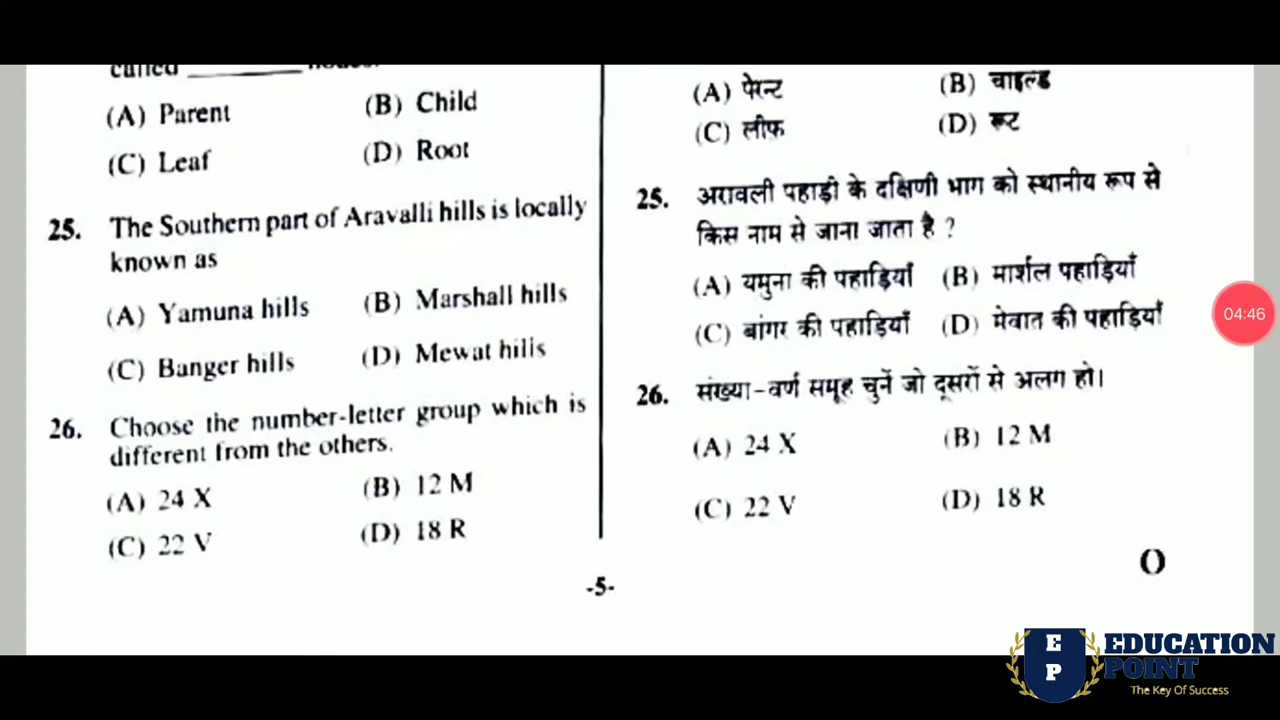 called ________
(A) Parent (B) Child
(C) Leaf (D) Root
25. The Southern part of Aravalli hills is locally
known as
(A) Yamuna hills (B) Marshall hills
(C) Banger hills (D) Mewat hills
26. Choose the number-letter group which is
different from the others.
(A) 24 X (B) 12 M
(C) 22 V (D) 18 R
(A) पेरन्ट (B) चाइल्ड
(C) लीफ (D) रूट
25. अरावली पहाड़ी के दक्षिणी भाग को स्थानीय रूप से
किस नाम से जाना जाता है ?
(A) यमुना की पहाड़ियाँ (B) मार्शल पहाड़ियाँ
(C) बांगर की पहाड़ियाँ (D) मेवात की पहाड़ियाँ
26. संख्या-वर्ण समूह चुनें जो दूसरों से अलग हो।
(A) 24 X (B) 12 M
(C) 22 V (D) 18 R
-5-
O
04:46
E
P
EDUCATION
POINT
The Key Of Success